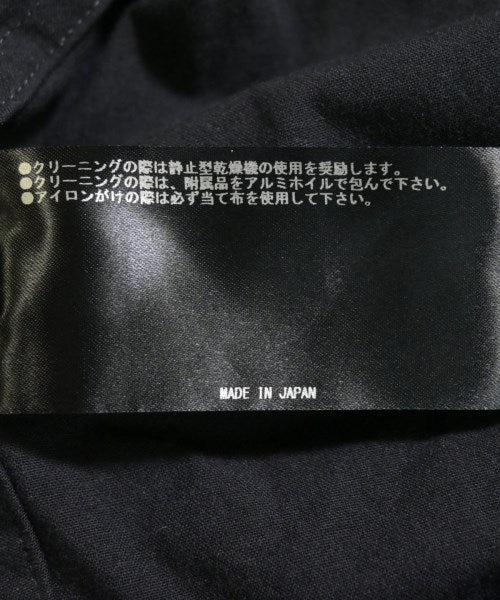 ●クリーニングの際は静止型乾燥機の使用を奨励します。
●クリーニングの際は、附属品をアルミホイルで包んで下さい。
●アイロンがけの際は必ず当て布を使用して下さい。
MADE IN JAPAN